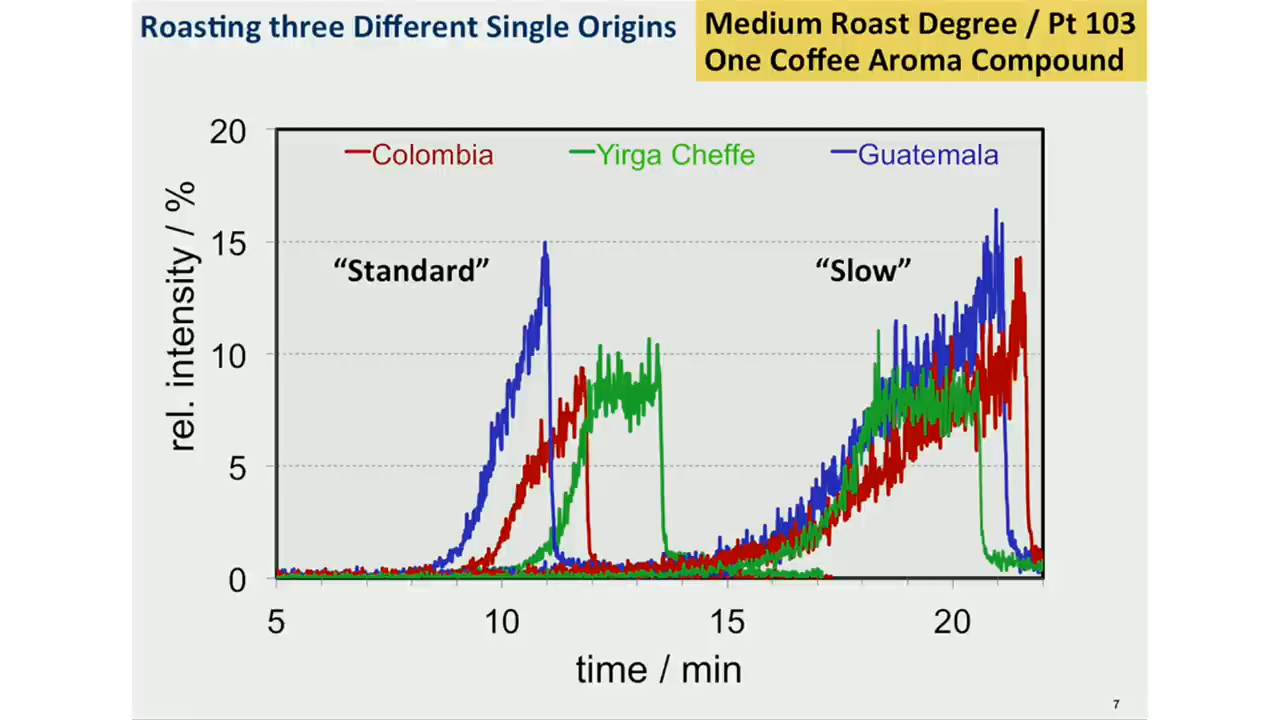 Roasting three Different Single Origins
Medium Roast Degree / Pt 103
One Coffee Aroma Compound
20
15
10
5
0
rel. intensity / %
Colombia
Yirga Cheffe
Guatemala
“Standard”
“Slow”
5
10
15
20
time / min
7